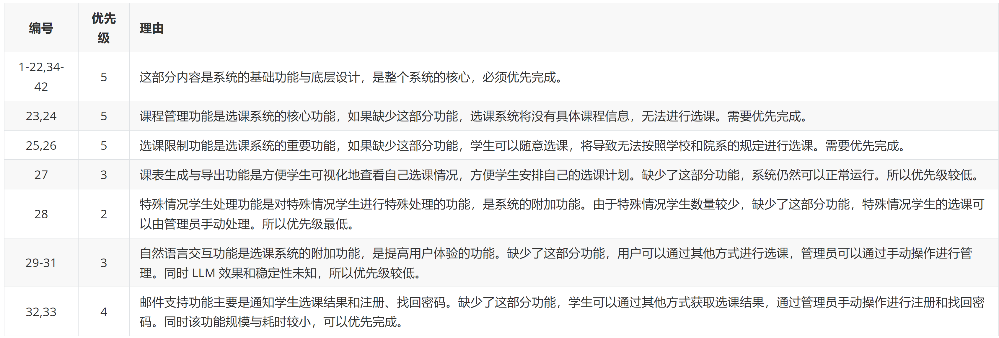 编号
优先
级
理由
1-22,34-
42
5
这部分内容是系统的基础功能与底层设计，是整个系统的核心，必须优先完成。
23,24
5
课程管理功能是选课系统的核心功能，如果缺少这部分功能，选课系统将没有具体课程信息，无法进行选课。需要优先完成。
25,26
5
选课限制功能是选课系统的重要功能，如果缺少这部分功能，学生可以随意选课，将导致无法按照学校和院系的规定进行选课。需要优先完成。
27
3
课表生成与导出功能是方便学生可视化地查看自己选课情况，方便学生安排自己的选课计划。缺少了这部分功能，系统仍然可以正常运行。所以优先级较低。
28
2
特殊情况学生处理功能是对特殊情况学生进行特殊处理的功能，是系统的附加功能。由于特殊情况学生数量较少，缺少了这部分功能，特殊情况学生的选课可
以由管理员手动处理。所以优先级最低。
29-31
3
自然语言交互功能是选课系统的附加功能，是提高用户体验的功能。缺少了这部分功能，用户可以通过其他方式进行选课，管理员可以通过手动操作进行管
理。同时 LLM 效果和稳定性未知，所以优先级较低。
32,33
4
邮件支持功能主要是通知学生选课结果和注册、找回密码。缺少了这部分功能，学生可以通过其他方式获取选课结果，通过管理员手动操作进行注册和找回密
码。同时该功能规模与耗时较小，可以优先完成。